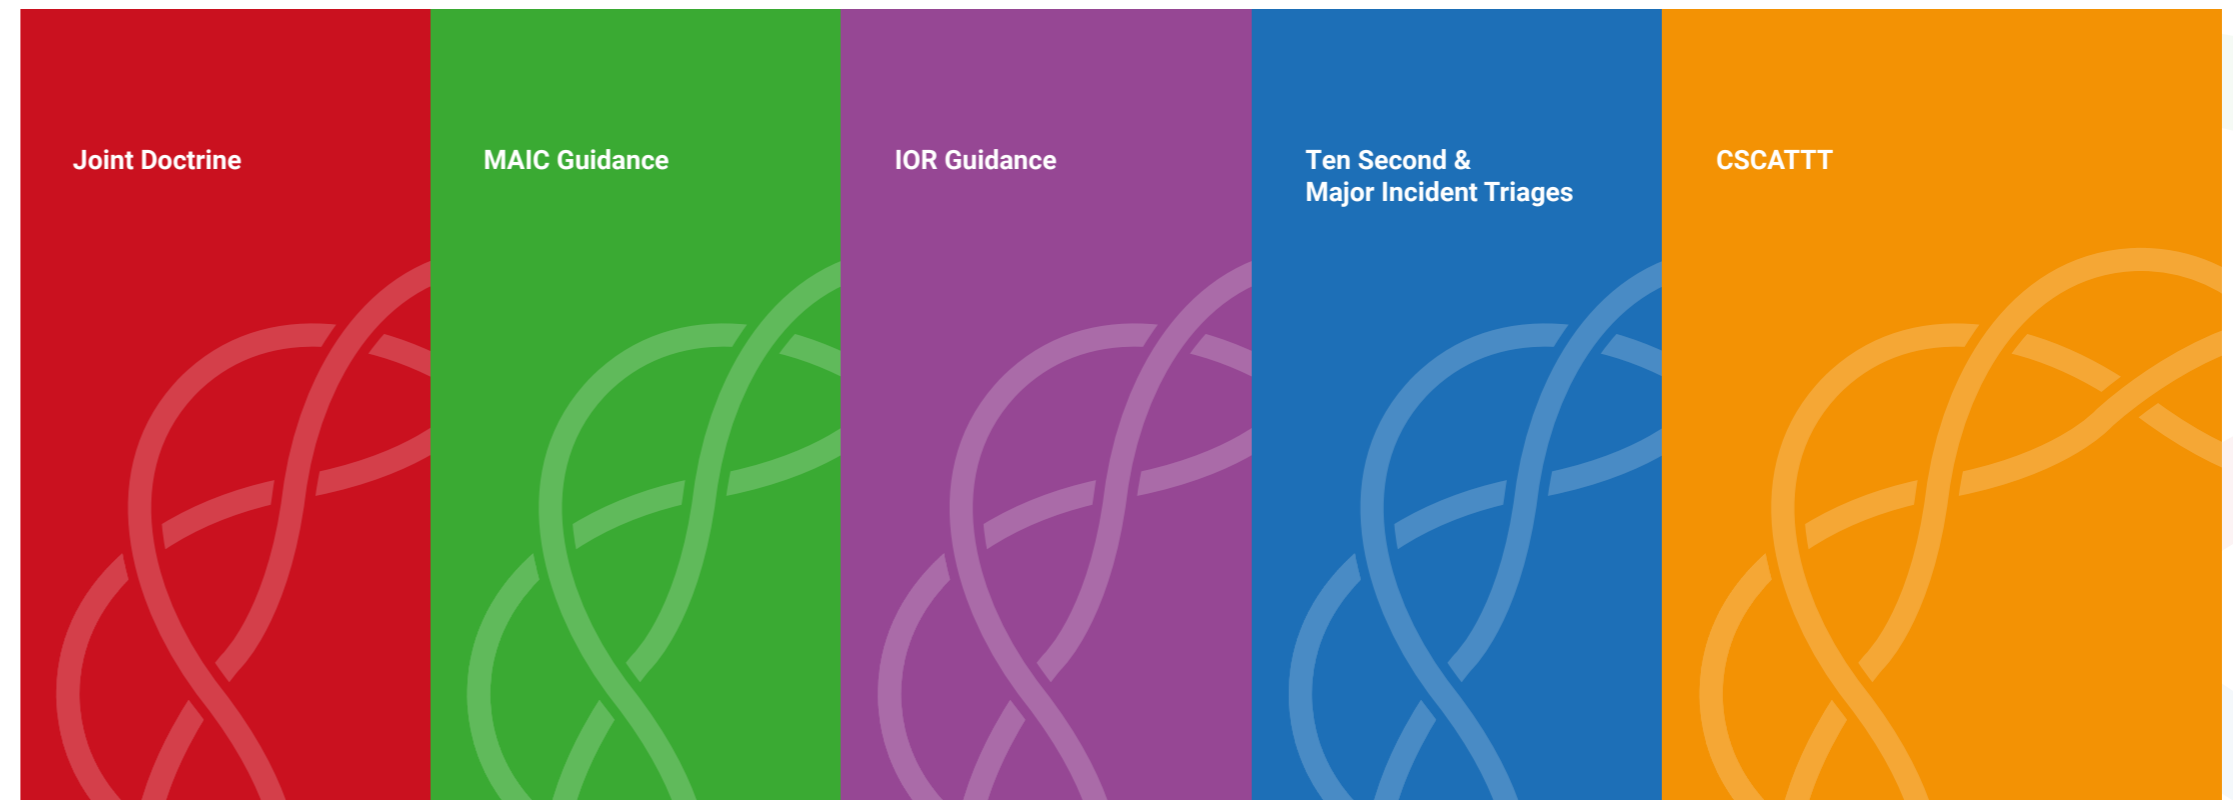 Joint Doctrine
MAIC Guidance
IOR Guidance
Ten Second &
Major Incident Triages
CSCATTT